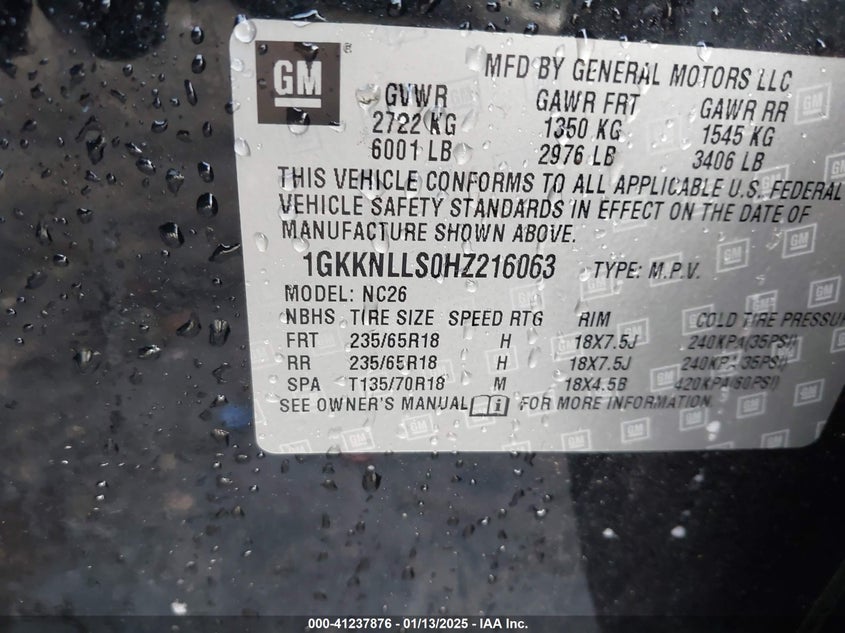 GM
MFD BY GENERAL MOTORS LLC
GVWR GAWR FRT GAWR RR
2722 KG 1350 KG 1545 KG
6001 LB 2976 LB 3406 LB
THIS VEHICLE CONFORMS TO ALL APPLICABLE U.S. FEDERAL
VEHICLE SAFETY STANDARDS IN EFFECT ON THE DATE OF
MANUFACTURE SHOWN ABOVE.
1GKKNLLS0HZ216063 TYPE: M.P.V.
MODEL: NC26
NBHS TIRE SIZE SPEED RTG RIM COLD TIRE PRESSU
FRT 235/65R18 H 18X7.5J 240KPA(35PSI)
RR 235/65R18 H 18X7.5J 240KPA(35PSI)
SPA T135/70R18 M 18X4.5B 420KPA(60PSI)
SEE OWNER'S MANUAL i FOR MORE INFORMATION.
000-41237876 - 01/13/2025 - IAA Inc.